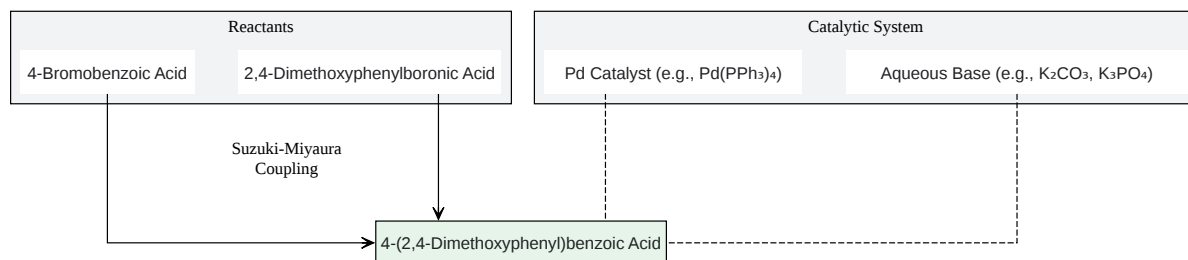 Reactants
4-Bromobenzoic Acid
2,4-Dimethoxyphenylboronic Acid
Catalytic System
Pd Catalyst (e.g., Pd(PPh₃)₄)
Aqueous Base (e.g., K₂CO₃, K₃PO₄)
Suzuki-Miyaura
Coupling
4-(2,4-Dimethoxyphenyl)benzoic Acid